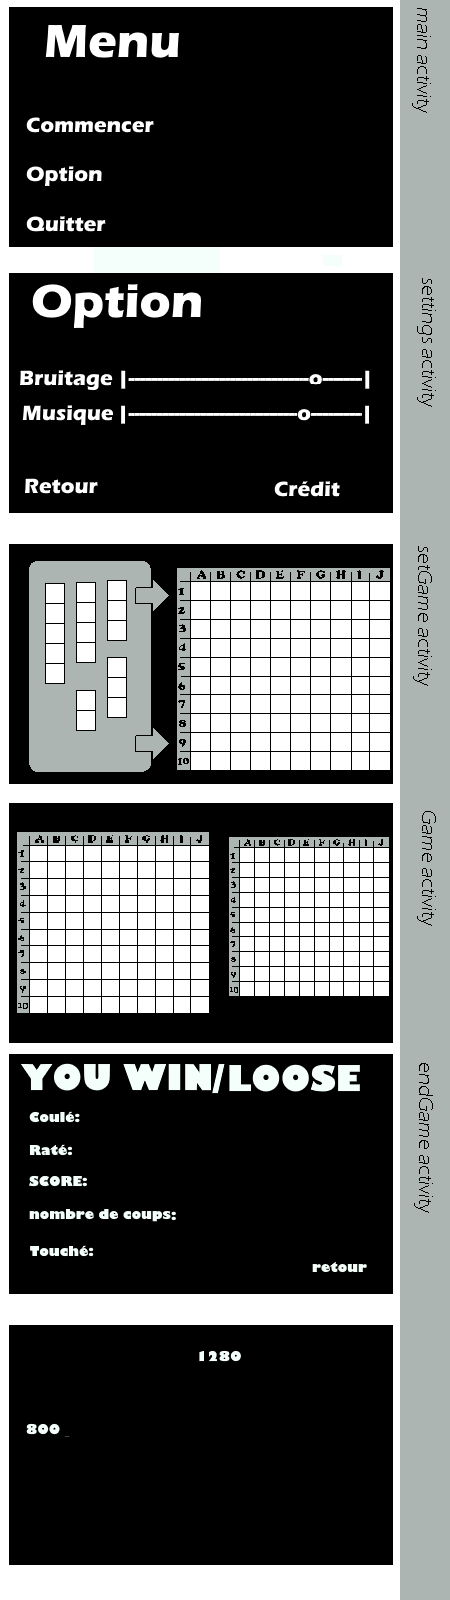 Menu
main activity
Commencer
Option
Quitter
Option
settings activity
Bruitage |o|
Musique |o|
Retour Crédit
setGame activity
A B C D E F G H I J
1
2
3
4
5
6
7
8
9
10
Game activity
A B C D E F G H I J
1
2
3
4
5
6
7
8
9
10
A B C D E F G H I J
1
2
3
4
5
6
7
8
9
10
YOU WIN/LOOSE
endGame activity
Coulé:
Raté:
SCORE:
nombre de coups:
Touché:
retour
1280
800